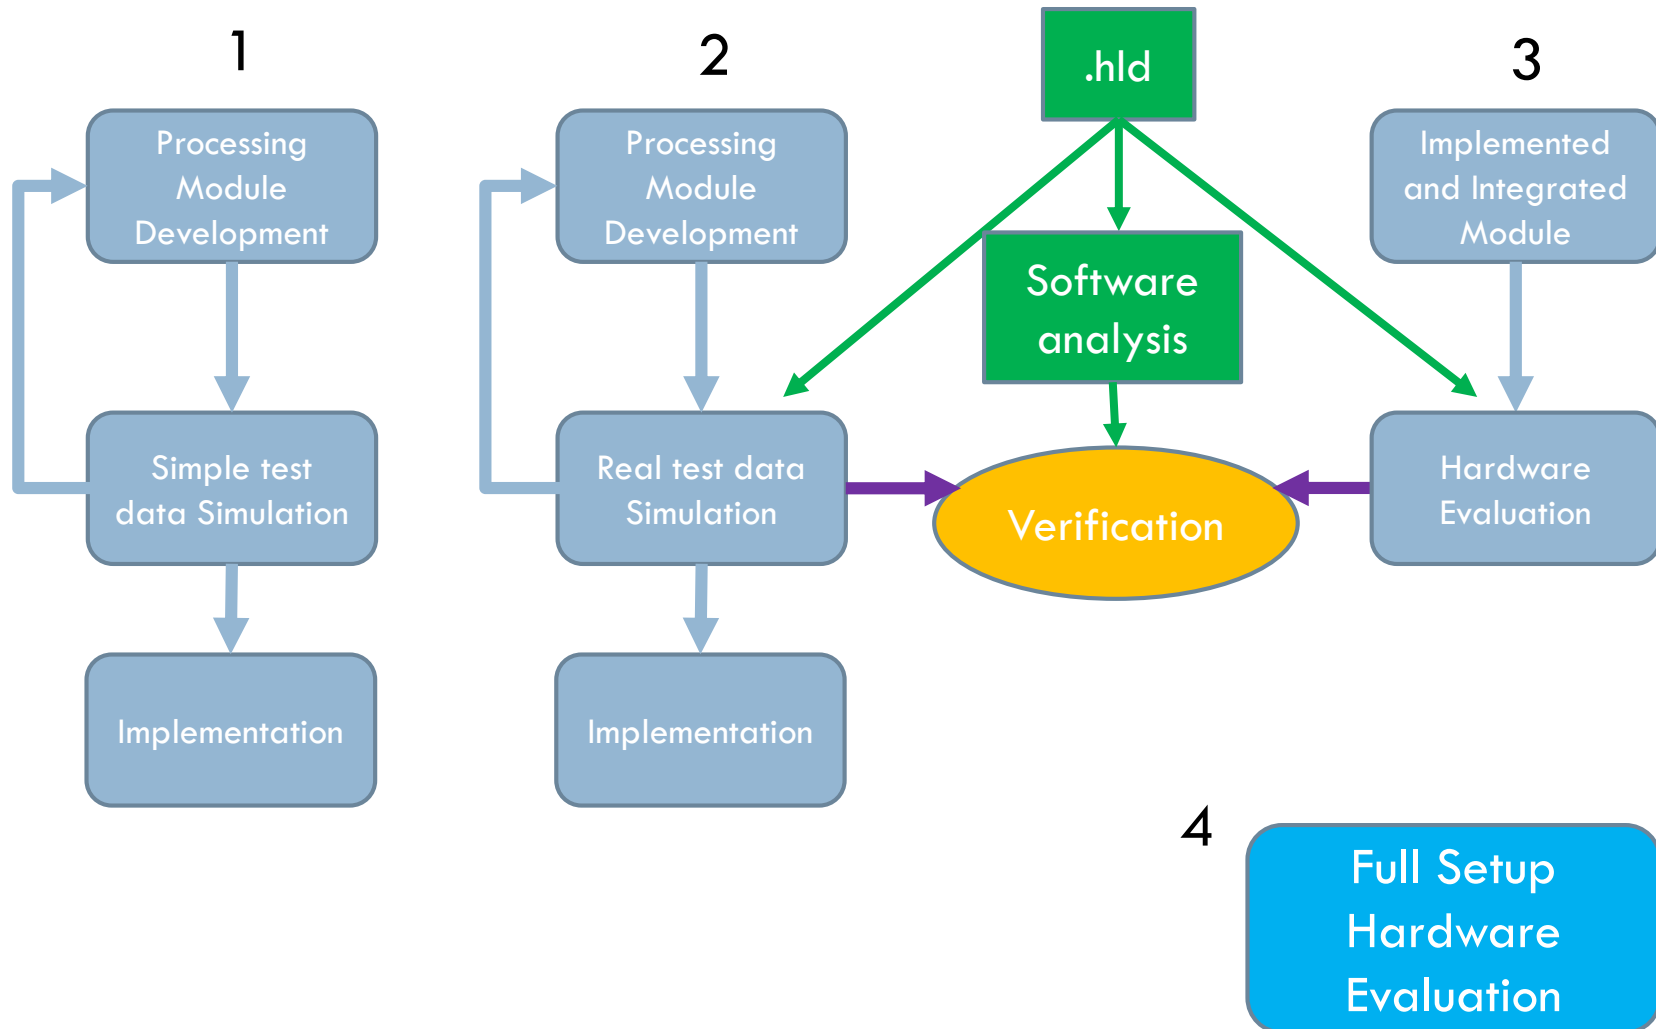 1
Processing
Module
Development
Simple test
data Simulation
Implementation
2
Processing
Module
Development
Real test data
Simulation
Implementation
.hld
Software
analysis
Verification
3
Implemented
and Integrated
Module
Hardware
Evaluation
4
Full Setup
Hardware
Evaluation